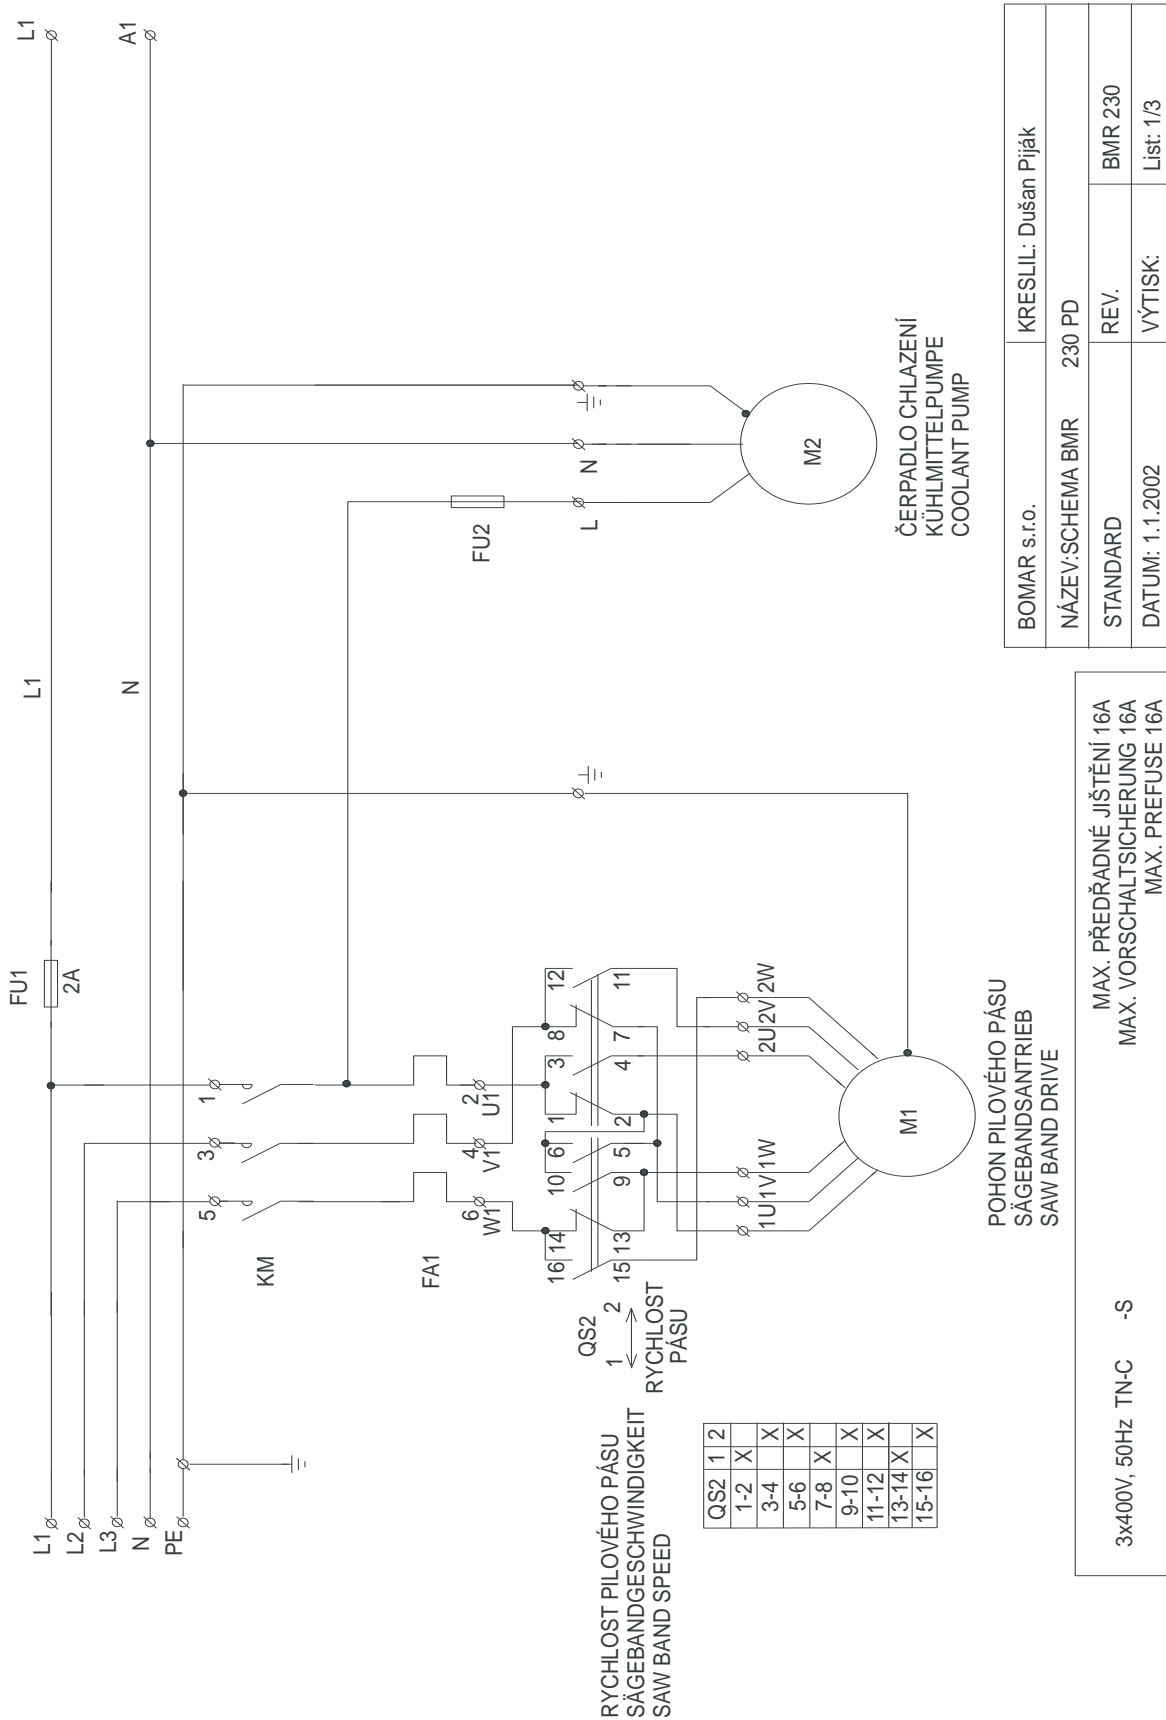 L1
L2
L3
N
PE
FU1
2A
L1
N
L1
A1
1
3
5
KM
FA1
2
U1
4
V1
6
W1
FU2
L
N
M2
ČERPADLO CHLAZENÍ
KÜHLMITTELPUMPE
COOLANT PUMP
16 14 10 6 1 3 8 12
15 13 9 5 2 4 7 11
QS2
1 2
RYCHLOST
PÁSU
1U 1V 1W
2U 2V 2W
M1
POHON PILOVÉHO PÁSU
SÄGEBANDSANTRIEB
SAW BAND DRIVE
RYCHLOST PILOVÉHO PÁSU
SÄGEBANDGESCHWINDIGKEIT
SAW BAND SPEED
QS2 1 2
1-2 X
3-4 X
5-6 X
7-8 X
9-10 X
11-12 X
13-14 X
15-16 X
3x400V, 50Hz TN-C -S
MAX. PŘEDŘADNÉ JIŠTĚNÍ 16A
MAX. VORSCHALTSICHERUNG 16A
MAX. PREFUSE 16A
BOMAR s.r.o. KRESLIL: Dušan Piják
NÁZEV:SCHEMA BMR 230 PD
STANDARD REV. BMR 230
DATUM: 1.1.2002 VÝTISK: List: 1/3